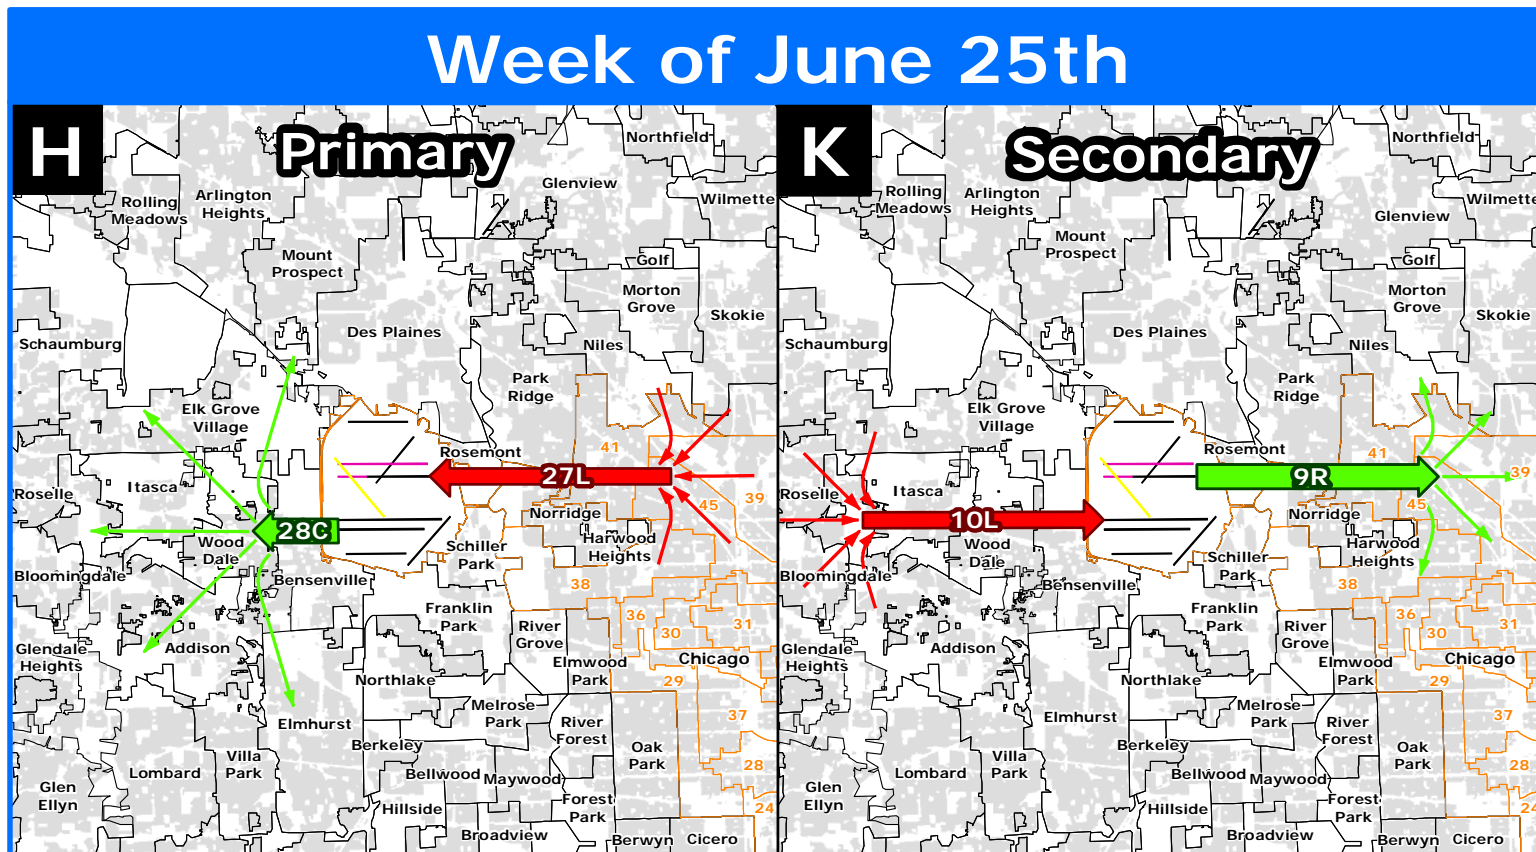 Week of June 25th
H
Primary
Northfield
Glenview
Arlington
Heights
Rolling
Meadows
Wilmette
Mount
Prospect
Golf
Morton
Grove
Skokie
Des Plaines
Schaumburg
Niles
Park
Ridge
Elk Grove
Village
41
Rosemont
27L
Itasca
Roselle
39
45
Norridge
28C
Wood
Dale
Harwood
Heights
Schiller
Park
Bloomingdale
Bensenville
38
Franklin
Park
36
31
River
Grove
30
Addison
Glendale
Heights
Chicago
Elmwood
Park
Northlake
29
Melrose
Park
37
Elmhurst
River
Forest
Berkeley
Oak
Park
Villa
Park
28
Lombard
Bellwood
Maywood
Glen
Ellyn
Forest
Park
24
Hillside
Broadview
Berwyn
Cicero
K
Secondary
Northfield
Rolling
Meadows
Arlington
Heights
Wilmette
Glenview
Mount
Prospect
Golf
Morton
Grove
Skokie
Des Plaines
Schaumburg
Niles
Park
Ridge
Elk Grove
Village
Rosemont
41
9R
39
Itasca
Roselle
45
Norridge
10L
Wood
Dale
Harwood
Heights
Schiller
Park
Bloomingdale
Bensenville
38
Franklin
Park
36
31
River
Grove
30
Addison
Glendale
Heights
Chicago
Elmwood
Park
Northlake
29
Melrose
Park
37
Elmhurst
River
Forest
Berkeley
Oak
Park
Villa
Park
28
Lombard
Bellwood
Maywood
Glen
Ellyn
Forest
Park
24
Hillside
Broadview
Berwyn
Cicero